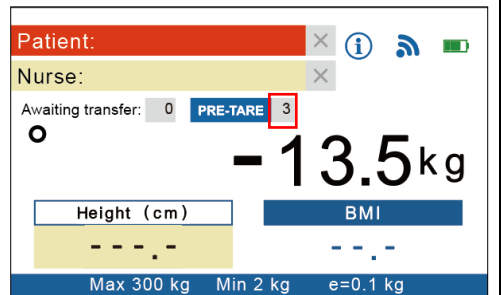 Patient: ×
Nurse: ×
Awaiting transfer: 0 PRE-TARE 3
-13.5kg
Height (cm) BMI
---.- --.-
Max 300 kg Min 2 kg e=0.1 kg